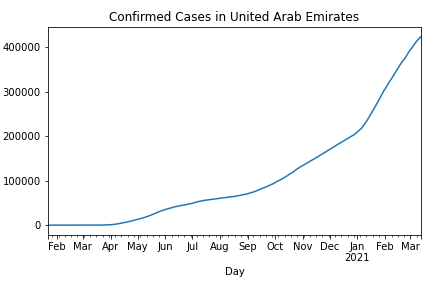 Confirmed Cases in United Arab Emirates
400000
300000
200000
100000
0
Feb Mar Apr May Jun Jul Aug Sep Oct Nov Dec Jan Feb Mar
2021
Day